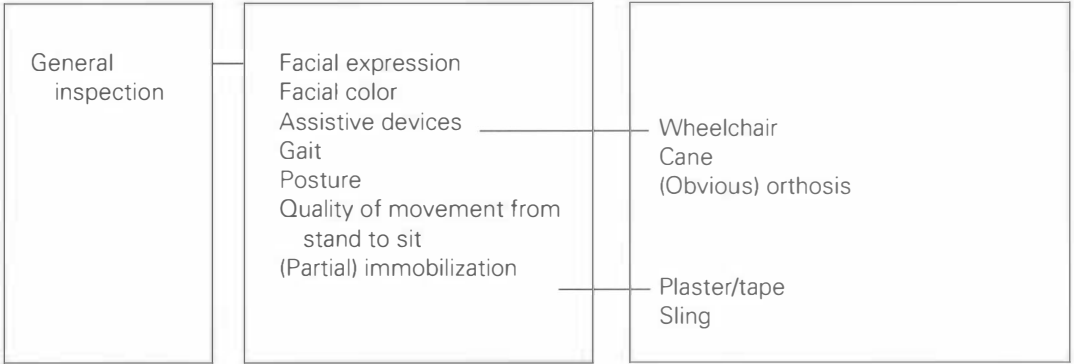 General
inspection
Facial expression
Facial color
Assistive devices
Gait
Posture
Quality of movement from
stand to sit
(Partial) immobilization
Wheelchair
Cane
(Obvious) orthosis
Plaster/tape
Sling